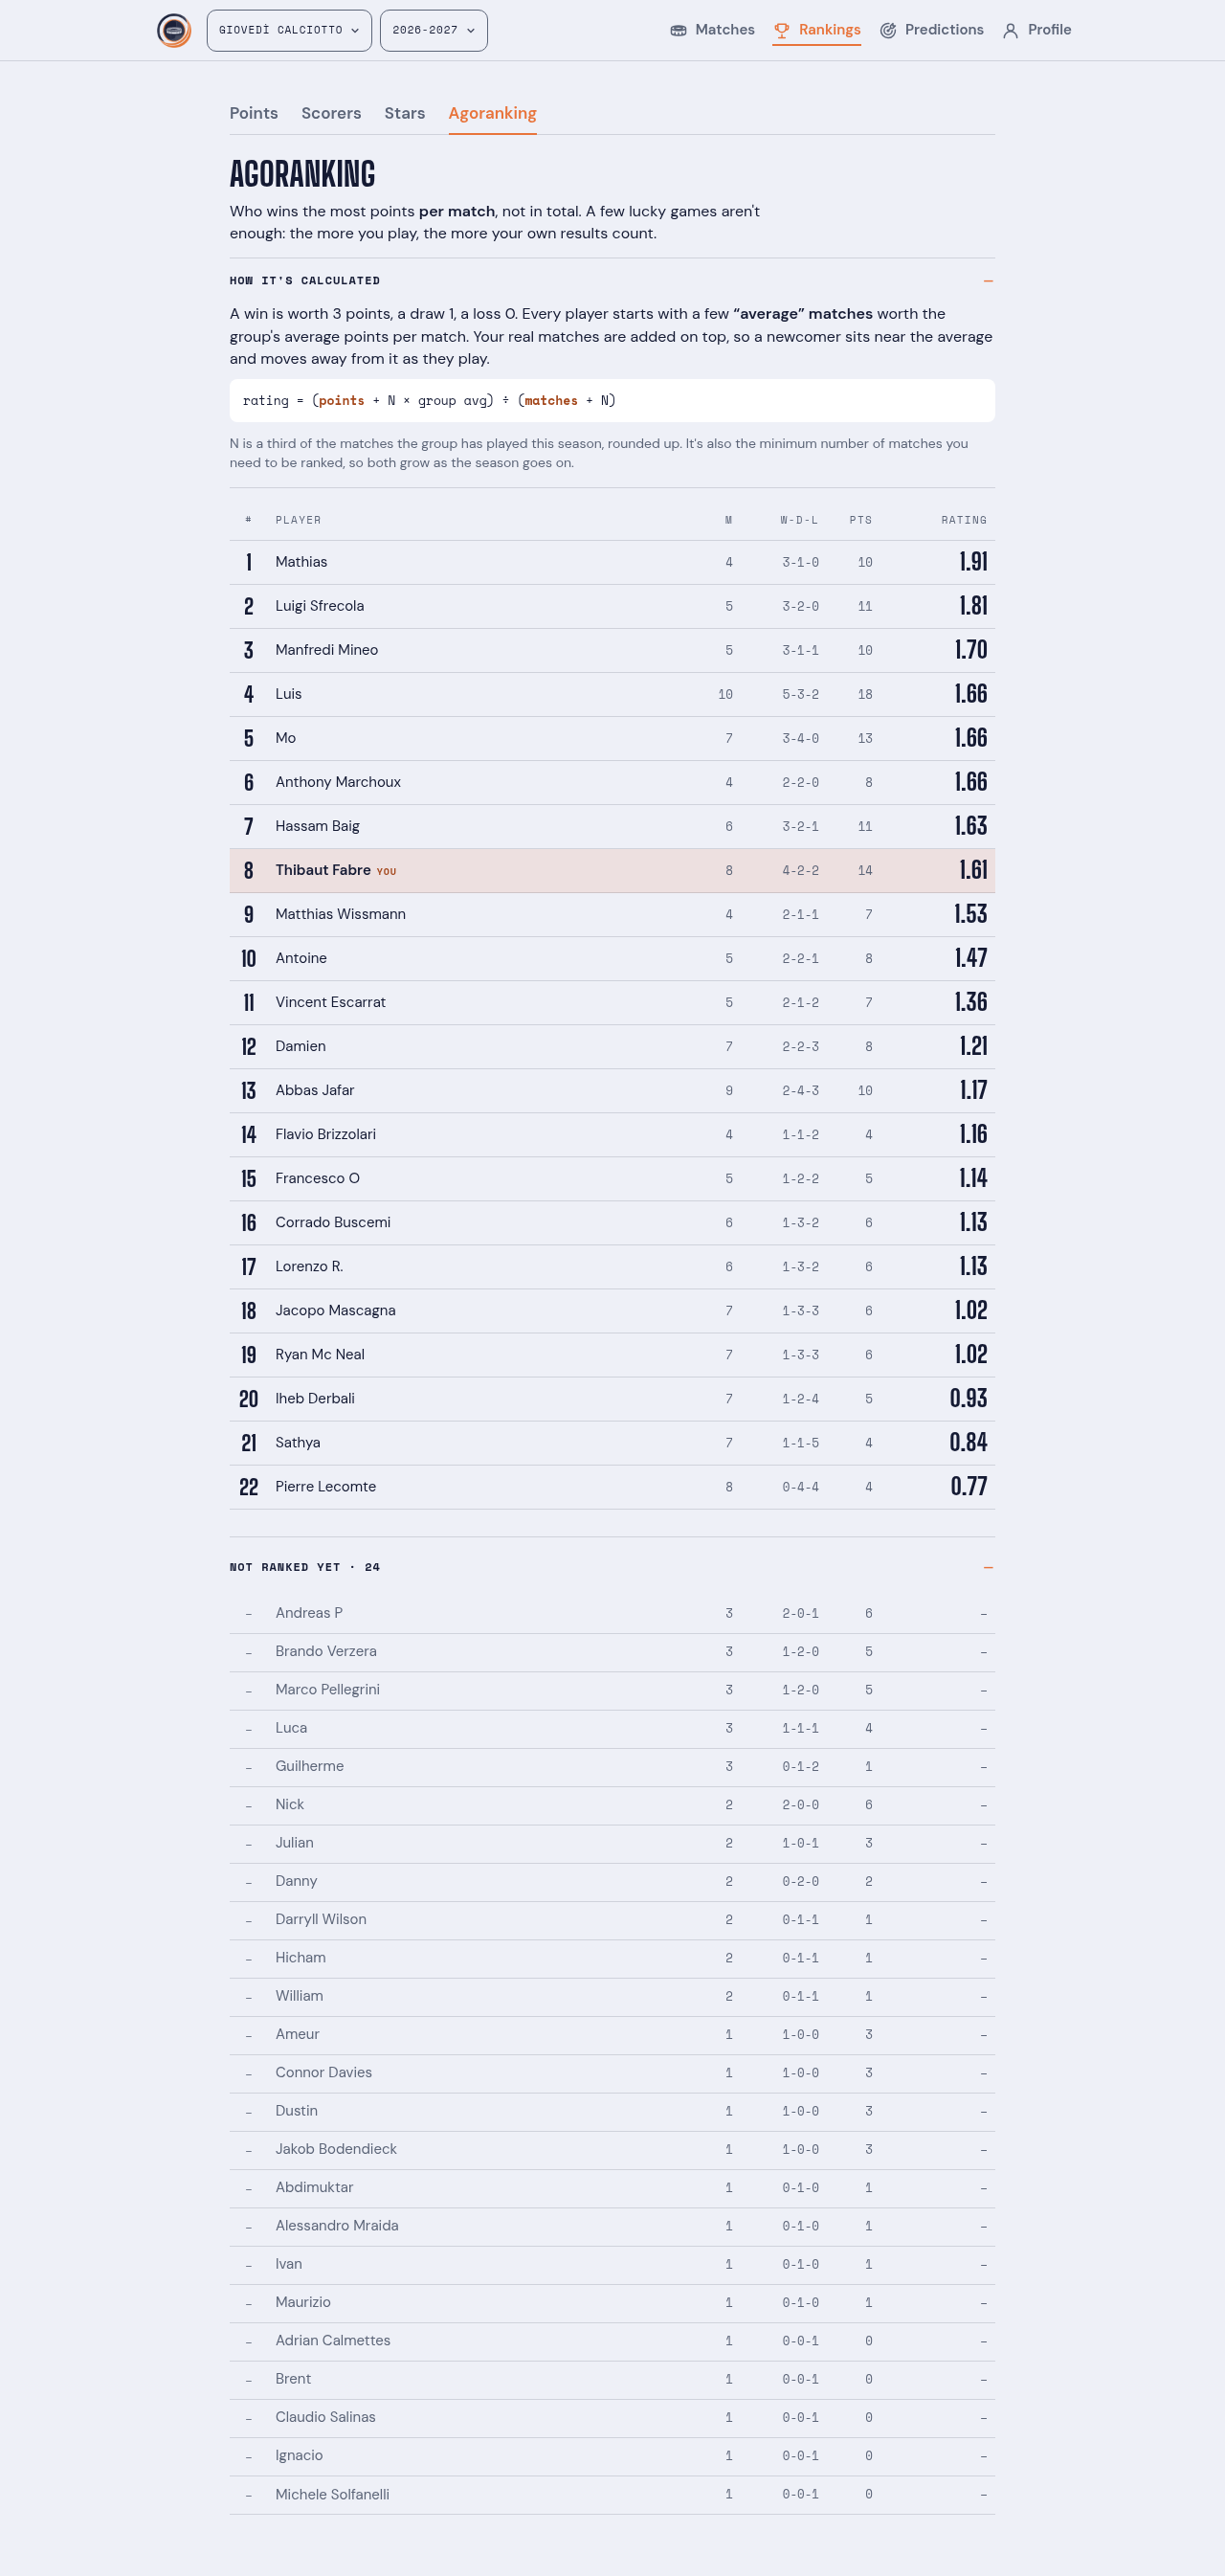 GIOVEDÌ CALCIOTTO 2026-2027 Matches Rankings Predictions Profile
Points Scorers Stars Agoranking
AGORANKING
Who wins the most points per match, not in total. A few lucky games aren't
enough: the more you play, the more your own results count.
HOW IT'S CALCULATED –
A win is worth 3 points, a draw 1, a loss 0. Every player starts with a few “average” matches worth the
group's average points per match. Your real matches are added on top, so a newcomer sits near the average
and moves away from it as they play.
rating = (points + N × group avg) ÷ (matches + N)
N is a third of the matches the group has played this season, rounded up. It's also the minimum number of matches you
need to be ranked, so both grow as the season goes on.
# PLAYER M W-D-L PTS RATING
1 Mathias 4 3-1-0 10 1.91
2 Luigi Sfrecola 5 3-2-0 11 1.81
3 Manfredi Mineo 5 3-1-1 10 1.70
4 Luis 10 5-3-2 18 1.66
5 Mo 7 3-4-0 13 1.66
6 Anthony Marchoux 4 2-2-0 8 1.66
7 Hassam Baig 6 3-2-1 11 1.63
8 Thibaut Fabre YOU 8 4-2-2 14 1.61
9 Matthias Wissmann 4 2-1-1 7 1.53
10 Antoine 5 2-2-1 8 1.47
11 Vincent Escarrat 5 2-1-2 7 1.36
12 Damien 7 2-2-3 8 1.21
13 Abbas Jafar 9 2-4-3 10 1.17
14 Flavio Brizzolari 4 1-1-2 4 1.16
15 Francesco O 5 1-2-2 5 1.14
16 Corrado Buscemi 6 1-3-2 6 1.13
17 Lorenzo R. 6 1-3-2 6 1.13
18 Jacopo Mascagna 7 1-3-3 6 1.02
19 Ryan Mc Neal 7 1-3-3 6 1.02
20 Iheb Derbali 7 1-2-4 5 0.93
21 Sathya 7 1-1-5 4 0.84
22 Pierre Lecomte 8 0-4-4 4 0.77
NOT RANKED YET · 24 –
– Andreas P 3 2-0-1 6 –
– Brando Verzera 3 1-2-0 5 –
– Marco Pellegrini 3 1-2-0 5 –
– Luca 3 1-1-1 4 –
– Guilherme 3 0-1-2 1 –
– Nick 2 2-0-0 6 –
– Julian 2 1-0-1 3 –
– Danny 2 0-2-0 2 –
– Darryll Wilson 2 0-1-1 1 –
– Hicham 2 0-1-1 1 –
– William 2 0-1-1 1 –
– Ameur 1 1-0-0 3 –
– Connor Davies 1 1-0-0 3 –
– Dustin 1 1-0-0 3 –
– Jakob Bodendieck 1 1-0-0 3 –
– Abdimuktar 1 0-1-0 1 –
– Alessandro Mraida 1 0-1-0 1 –
– Ivan 1 0-1-0 1 –
– Maurizio 1 0-1-0 1 –
– Adrian Calmettes 1 0-0-1 0 –
– Brent 1 0-0-1 0 –
– Claudio Salinas 1 0-0-1 0 –
– Ignacio 1 0-0-1 0 –
– Michele Solfanelli 1 0-0-1 0 –